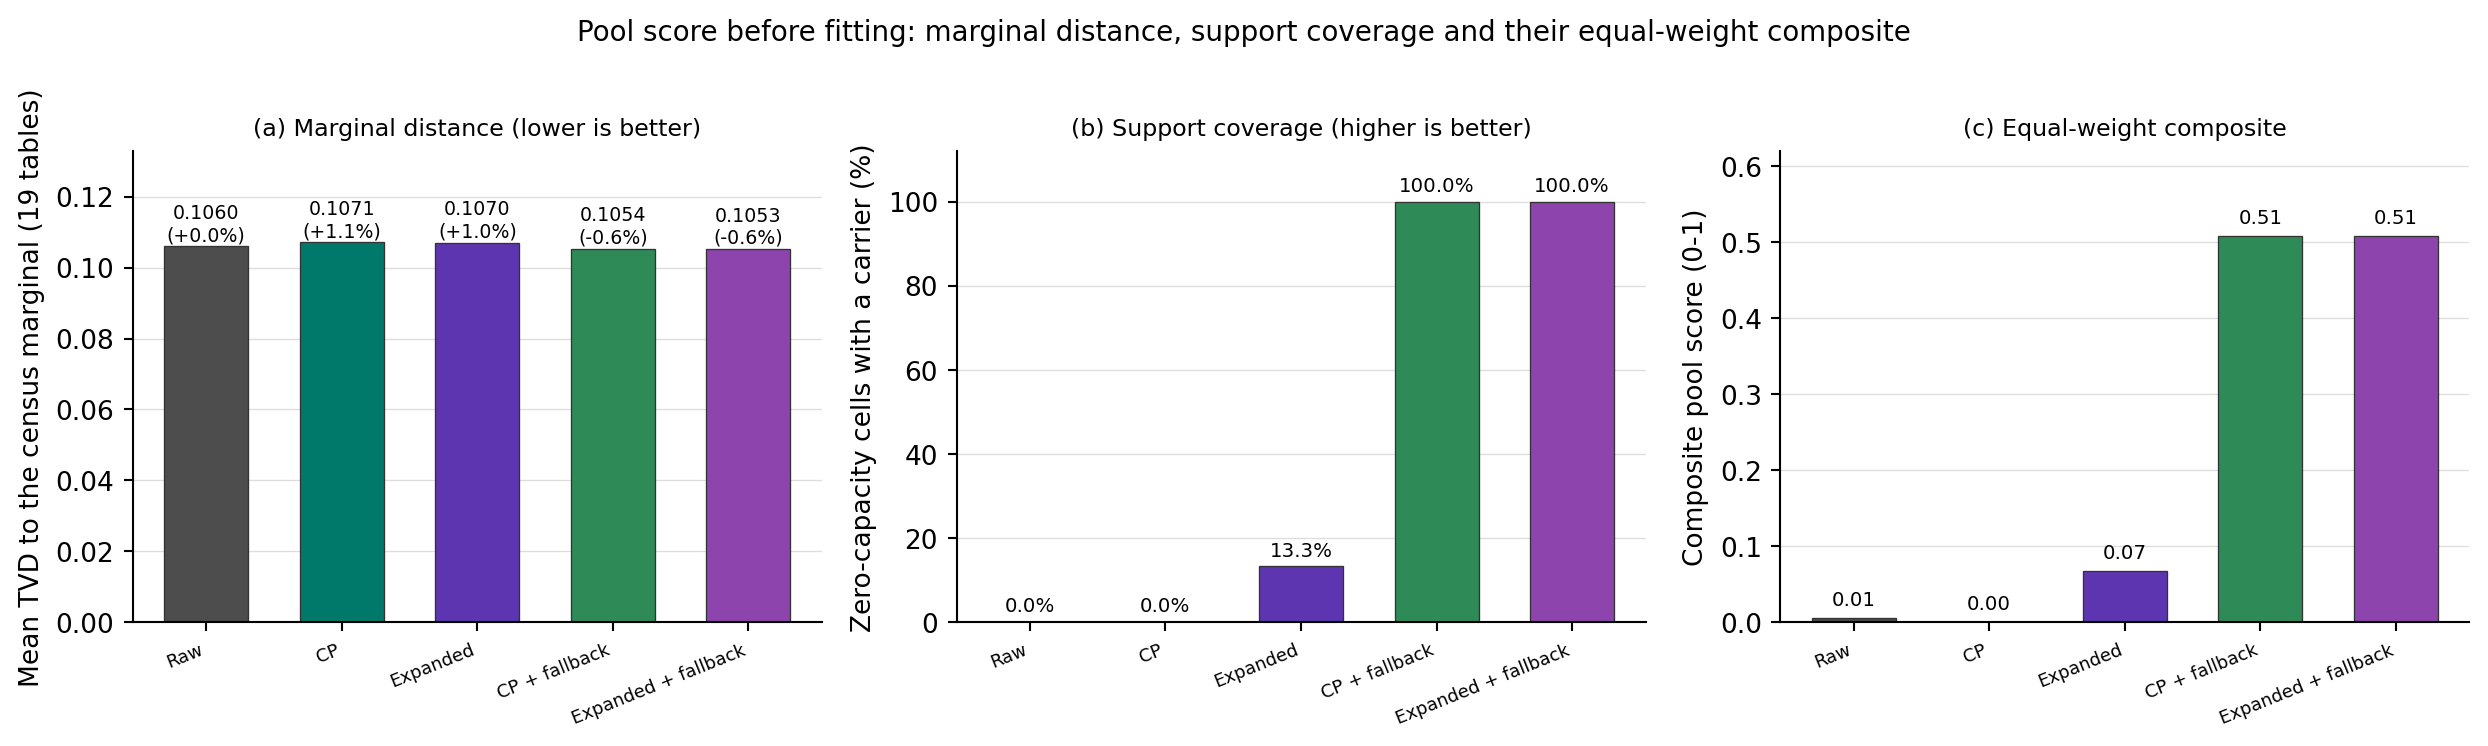 Pool score before fitting: marginal distance, support coverage and their equal-weight composite
(a) Marginal distance (lower is better)
Mean TVD to the census marginal (19 tables)
0.12
0.10
0.08
0.06
0.04
0.02
0.00
0.1060
(+0.0%)
0.1071
(+1.1%)
0.1070
(+1.0%)
0.1054
(-0.6%)
0.1053
(-0.6%)
Raw
CP
Expanded
CP + fallback
Expanded + fallback
(b) Support coverage (higher is better)
Zero-capacity cells with a carrier (%)
100
80
60
40
20
0
0.0%
0.0%
13.3%
100.0%
100.0%
Raw
CP
Expanded
CP + fallback
Expanded + fallback
(c) Equal-weight composite
Composite pool score (0-1)
0.6
0.5
0.4
0.3
0.2
0.1
0.0
0.01
0.00
0.07
0.51
0.51
Raw
CP
Expanded
CP + fallback
Expanded + fallback